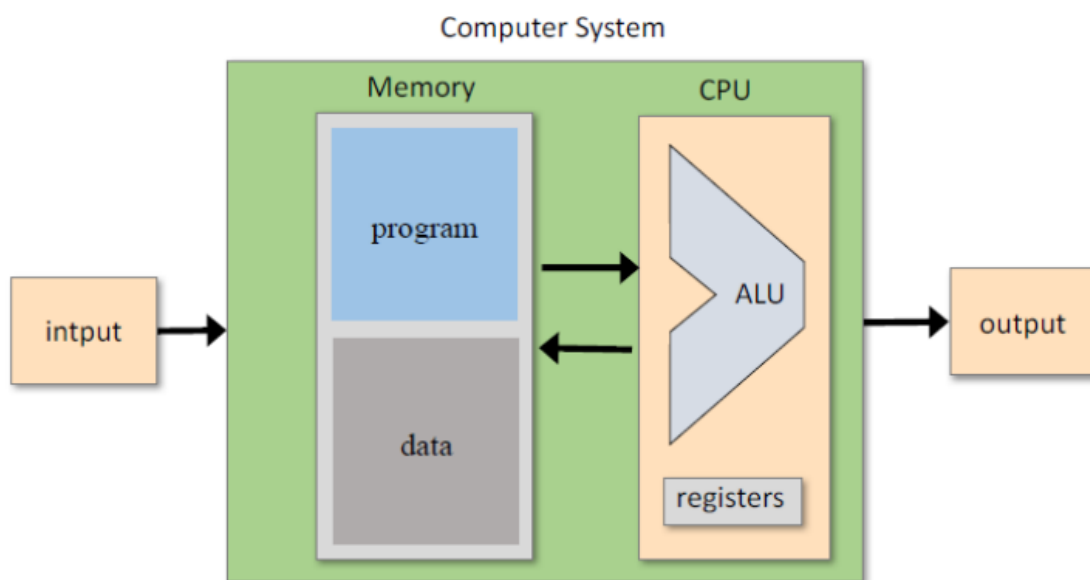 Computer System
Memory
CPU
program
ALU
intput
output
data
registers